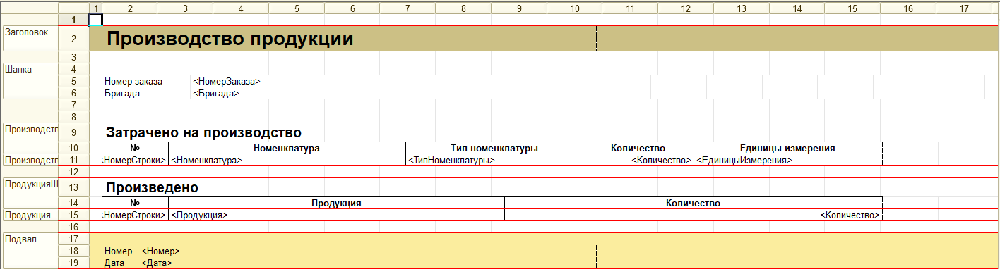 1 2 3 4 5 6 7 8 9 10 11 12 13 14 15 16 17
1
Заголовок 2 Производство продукции
3
Шапка 4
5 Номер заказа <НомерЗаказа>
6 Бригада <Бригада>
7
8
Производств 9 Затрачено на производство
10 № Номенклатура Тип номенклатуры Количество Единицы измерения
Производств 11 <НомерСтроки> <Номенклатура> <ТипНоменклатуры> <Количество> <ЕдиницыИзмерения>
12
ПродукцияШ 13 Произведено
14 № Продукция Количество
Продукция 15 <НомерСтроки> <Продукция> <Количество>
16
Подвал 17
18 Номер <Номер>
19 Дата <Дата>